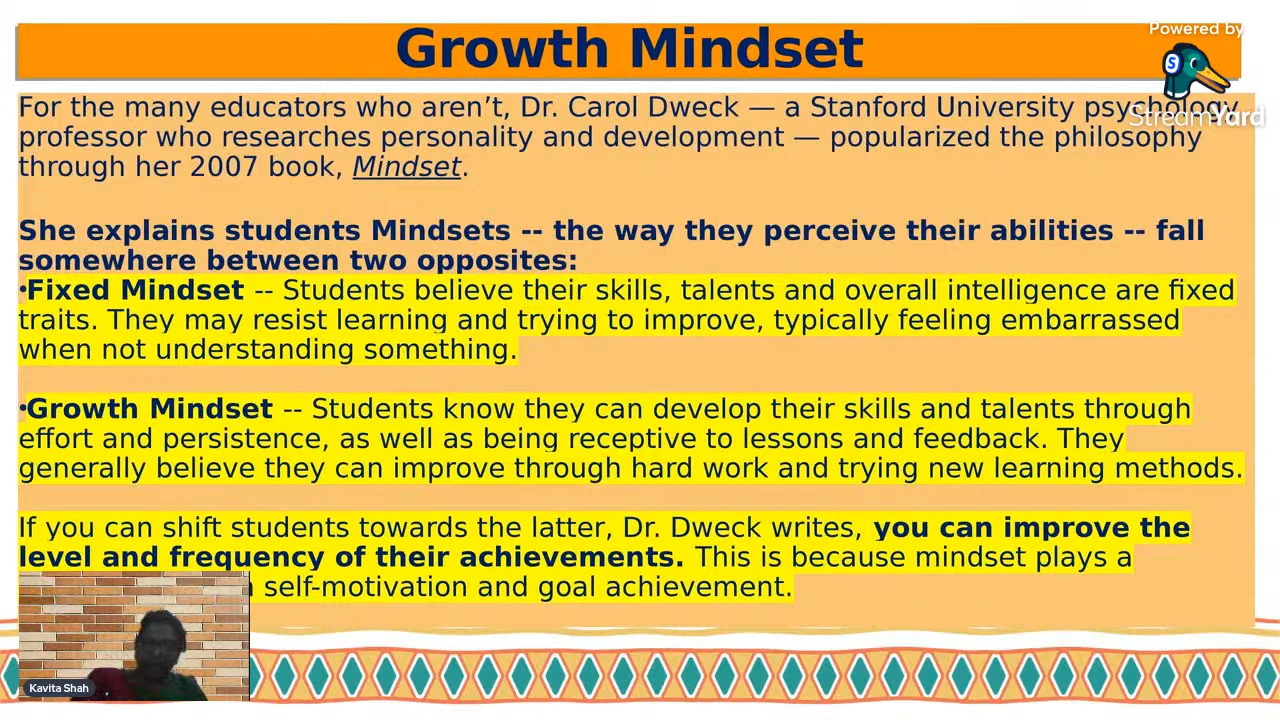 Growth Mindset
Powered by
StreamYard
For the many educators who aren’t, Dr. Carol Dweck — a Stanford University psychology
professor who researches personality and development — popularized the philosophy
through her 2007 book, Mindset.
She explains students Mindsets -- the way they perceive their abilities -- fall
somewhere between two opposites:
•Fixed Mindset -- Students believe their skills, talents and overall intelligence are fixed
traits. They may resist learning and trying to improve, typically feeling embarrassed
when not understanding something.
•Growth Mindset -- Students know they can develop their skills and talents through
effort and persistence, as well as being receptive to lessons and feedback. They
generally believe they can improve through hard work and trying new learning methods.
If you can shift students towards the latter, Dr. Dweck writes, you can improve the
level and frequency of their achievements. This is because mindset plays a
self-motivation and goal achievement.
Kavita Shah